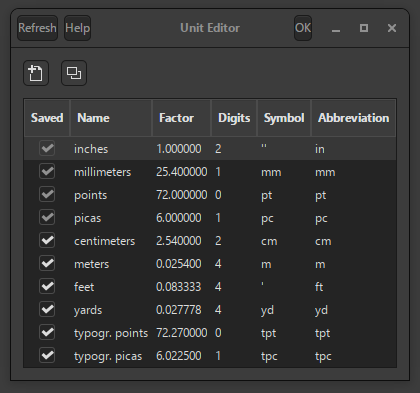 Refresh Help Unit Editor OK
Saved Name Factor Digits Symbol Abbreviation
inches 1.000000 2 '' in
millimeters 25.400000 1 mm mm
points 72.000000 0 pt pt
picas 6.000000 1 pc pc
centimeters 2.540000 2 cm cm
meters 0.025400 4 m m
feet 0.083333 4 ' ft
yards 0.027778 4 yd yd
typogr. points 72.270000 0 tpt tpt
typogr. picas 6.022500 1 tpc tpc